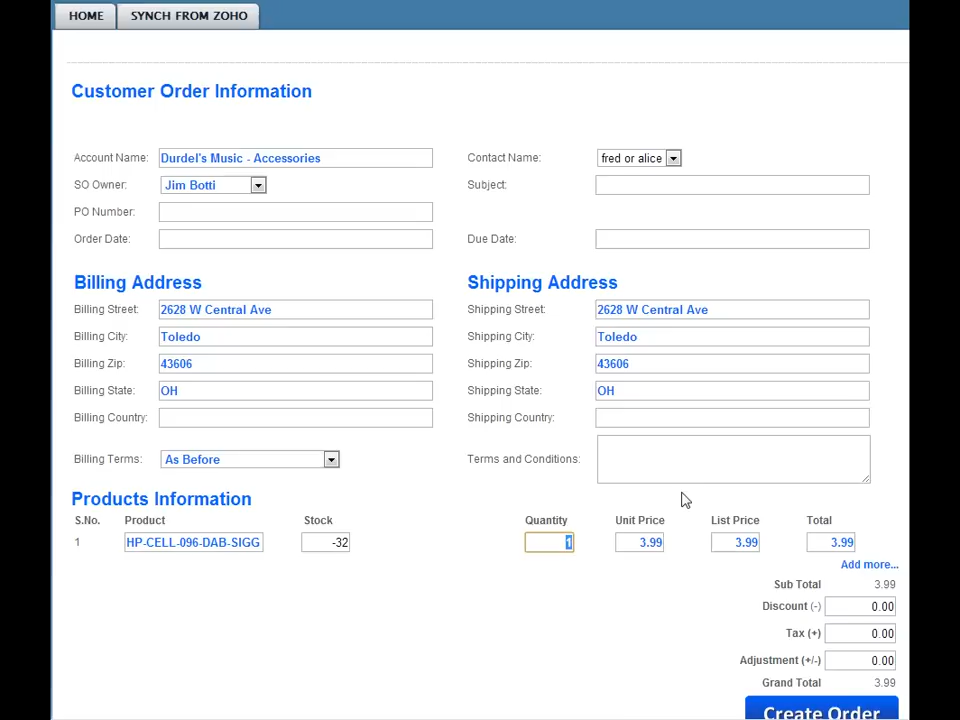 HOME SYNCH FROM ZOHO
Customer Order Information
Account Name: Durdel's Music - Accessories Contact Name: fred or alice
SO Owner: Jim Botti Subject:
PO Number:
Order Date: Due Date:
Billing Address Shipping Address
Billing Street: 2628 W Central Ave Shipping Street: 2628 W Central Ave
Billing City: Toledo Shipping City: Toledo
Billing Zip: 43606 Shipping Zip: 43606
Billing State: OH Shipping State: OH
Billing Country: Shipping Country:
Billing Terms: As Before Terms and Conditions:
Products Information
S.No. Product Stock Quantity Unit Price List Price Total
1 HP-CELL-096-DAB-SIGG -32 1 3.99 3.99 3.99
Add more...
Sub Total 3.99
Discount (-) 0.00
Tax (+) 0.00
Adjustment (+/-) 0.00
Grand Total 3.99
Create Order